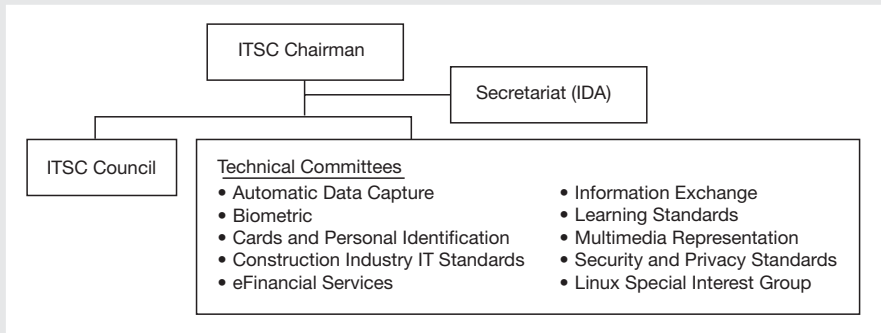 ITSC Chairman
Secretariat (IDA)
ITSC Council
Technical Committees
• Automatic Data Capture
• Biometric
• Cards and Personal Identification
• Construction Industry IT Standards
• eFinancial Services
• Information Exchange
• Learning Standards
• Multimedia Representation
• Security and Privacy Standards
• Linux Special Interest Group